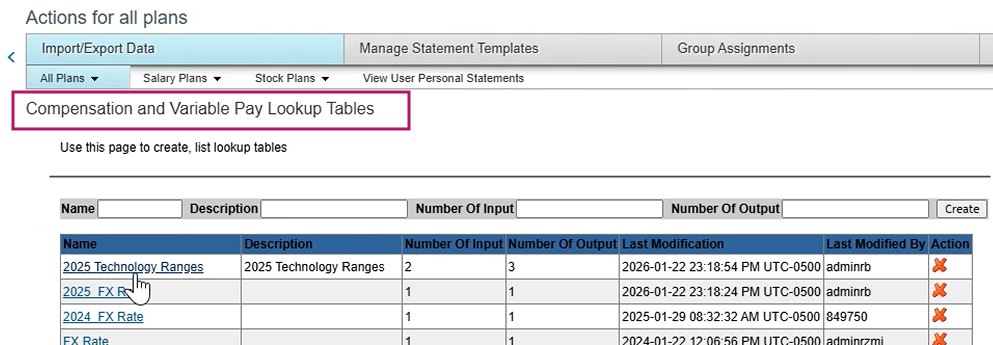 Actions for all plans
Import/Export Data Manage Statement Templates Group Assignments
All Plans Salary Plans Stock Plans View User Personal Statements
Compensation and Variable Pay Lookup Tables
Use this page to create, list lookup tables
Name Description Number Of Input Number Of Output Create
Name Description Number Of Input Number Of Output Last Modification Last Modified By Action
2025 Technology Ranges 2025 Technology Ranges 2 3 2026-01-22 23:18:54 PM UTC-0500 adminrb
2025_FX 1 1 2026-01-22 23:18:24 PM UTC-0500 adminrb
2024_FX Rate 1 1 2025-01-29 08:32:32 AM UTC-0500 849750
FX Rate 1 1 2024-01-22 12:06:56 PM UTC-0500 adminrzmi